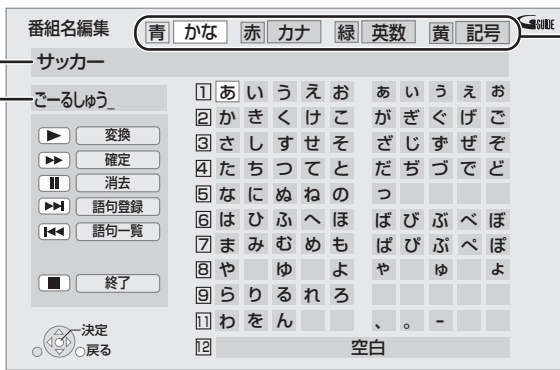 番組名編集 青 かな 赤 カナ 緑 英数 黄 記号 GGUIDE
サッカー
ごーるしゅう_
▶ 変換
▶▶ 確定
⏸ 消去
▶▶| 語句登録
|◀◀ 語句一覧
■ 終了
決定
戻る
1 あ い う え お ぁ ぃ ぅ ぇ ぉ
2 か き く け こ が ぎ ぐ げ ご
3 さ し す せ そ ざ じ ず ぜ ぞ
4 た ち つ て と だ ぢ づ で ど
5 な に ぬ ね の っ
6 は ひ ふ へ ほ ば び ぶ べ ぼ
7 ま み む め も ぱ ぴ ぷ ぺ ぽ
8 や ゆ よ ゃ ゅ ょ
9 ら り る れ ろ
11 わ を ん 、 。 -
12 空白